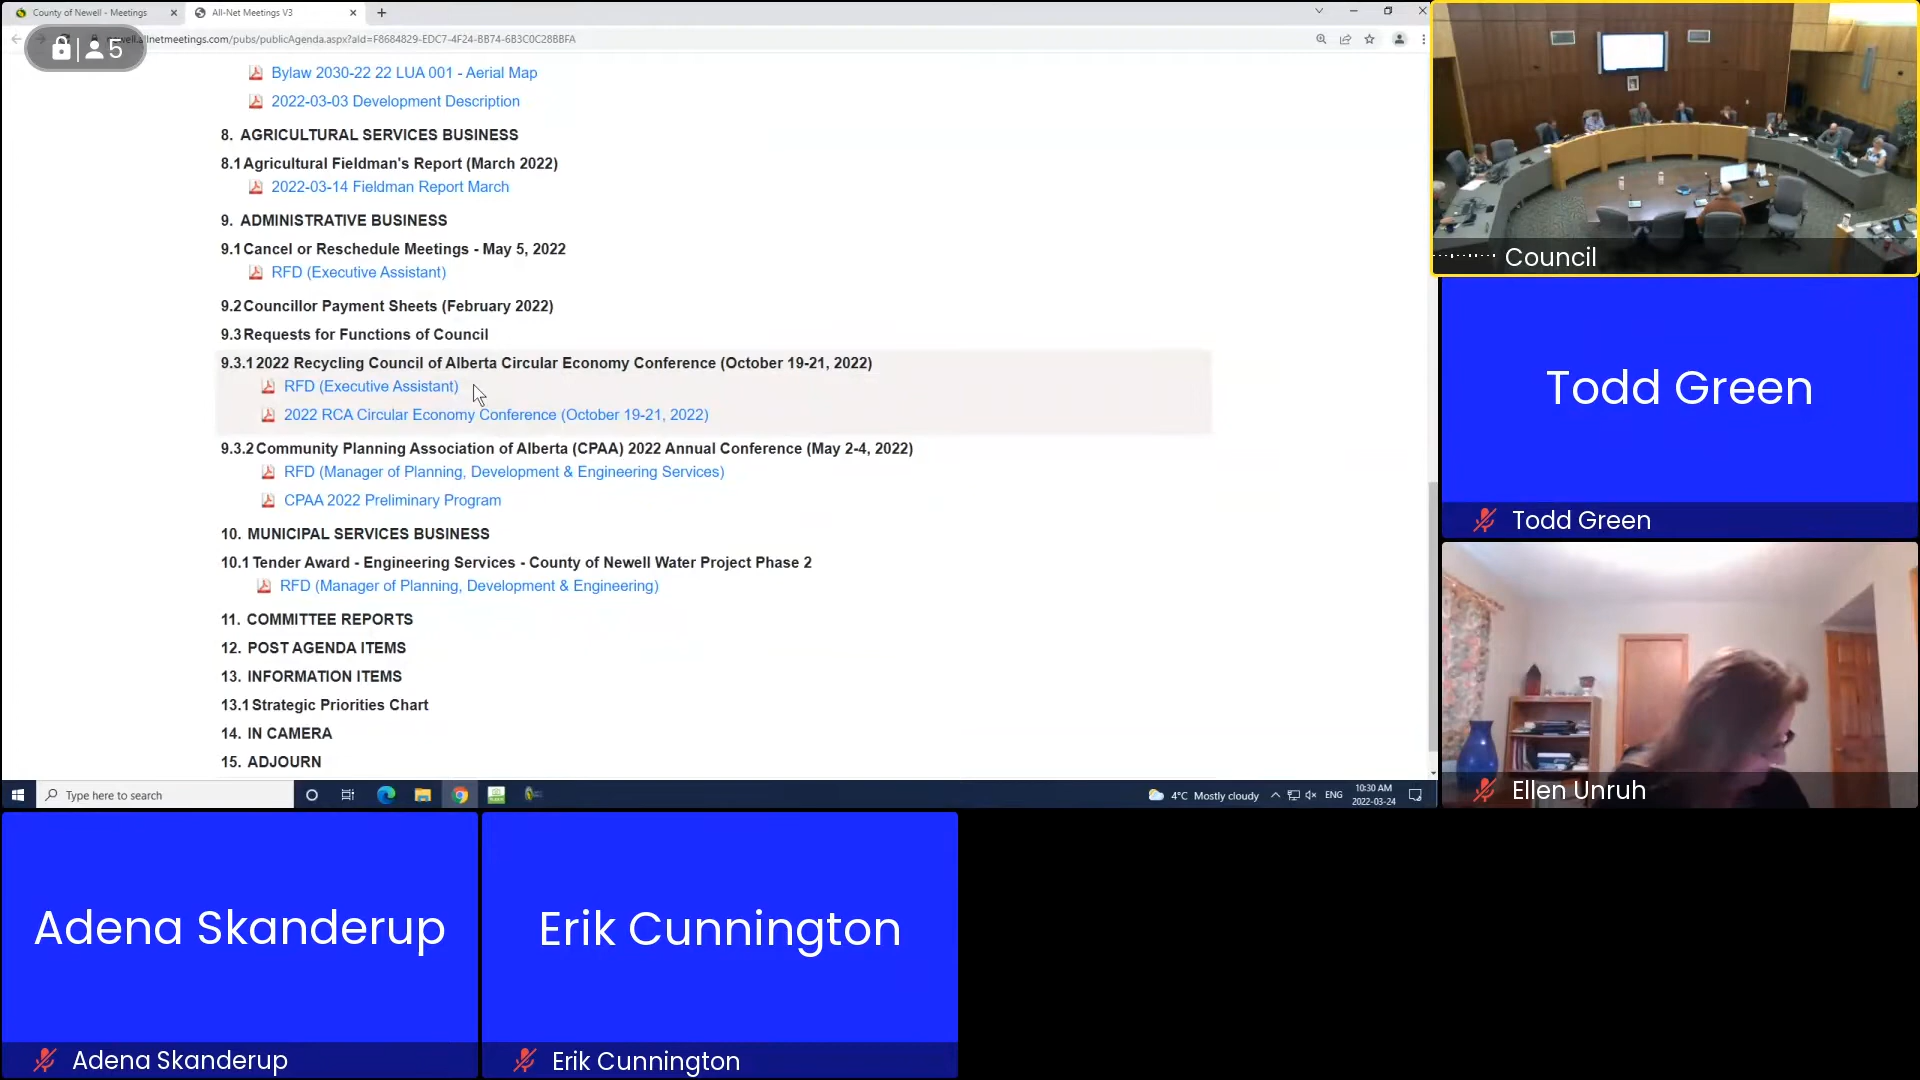 County of Newell - Meetings
All-Net Meetings V3
5
llnetmeetings.com/pubs/publicAgenda.aspx?aId=F8684829-EDC7-4F24-BB74-6B3C0C28BBFA
Bylaw 2030-22 22 LUA 001 - Aerial Map
2022-03-03 Development Description
8. AGRICULTURAL SERVICES BUSINESS
8.1 Agricultural Fieldman's Report (March 2022)
2022-03-14 Fieldman Report March
9. ADMINISTRATIVE BUSINESS
9.1 Cancel or Reschedule Meetings - May 5, 2022
RFD (Executive Assistant)
9.2 Councillor Payment Sheets (February 2022)
9.3 Requests for Functions of Council
9.3.1 2022 Recycling Council of Alberta Circular Economy Conference (October 19-21, 2022)
RFD (Executive Assistant)
2022 RCA Circular Economy Conference (October 19-21, 2022)
9.3.2 Community Planning Association of Alberta (CPAA) 2022 Annual Conference (May 2-4, 2022)
RFD (Manager of Planning, Development & Engineering Services)
CPAA 2022 Preliminary Program
10. MUNICIPAL SERVICES BUSINESS
10.1 Tender Award - Engineering Services - County of Newell Water Project Phase 2
RFD (Manager of Planning, Development & Engineering)
11. COMMITTEE REPORTS
12. POST AGENDA ITEMS
13. INFORMATION ITEMS
13.1 Strategic Priorities Chart
14. IN CAMERA
15. ADJOURN
Type here to search
4°C Mostly cloudy
ENG
10:30 AM
2022-03-24
Council
Todd Green
Todd Green
Ellen Unruh
Adena Skanderup
Adena Skanderup
Erik Cunnington
Erik Cunnington